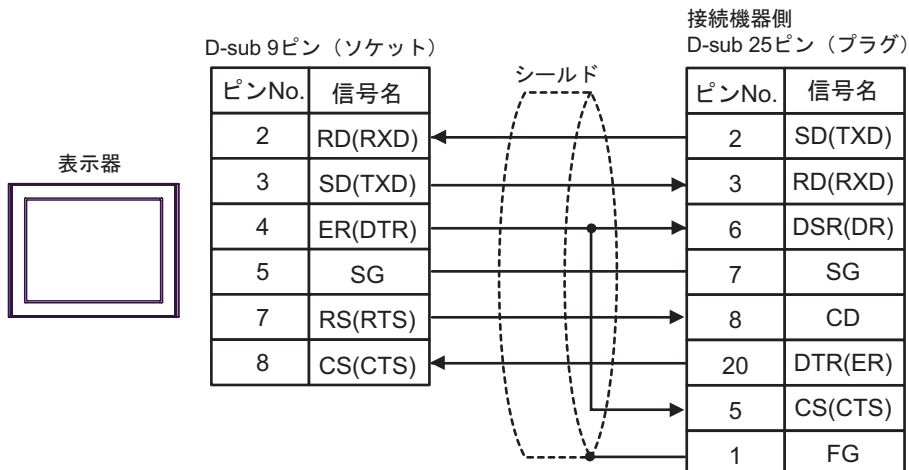 接続機器側
D-sub 9ピン（ソケット）
D-sub 25ピン（プラグ）
シールド
表示器
ピンNo. 信号名
2 RD(RXD)
3 SD(TXD)
4 ER(DTR)
5 SG
7 RS(RTS)
8 CS(CTS)
ピンNo. 信号名
2 SD(TXD)
3 RD(RXD)
6 DSR(DR)
7 SG
8 CD
20 DTR(ER)
5 CS(CTS)
1 FG